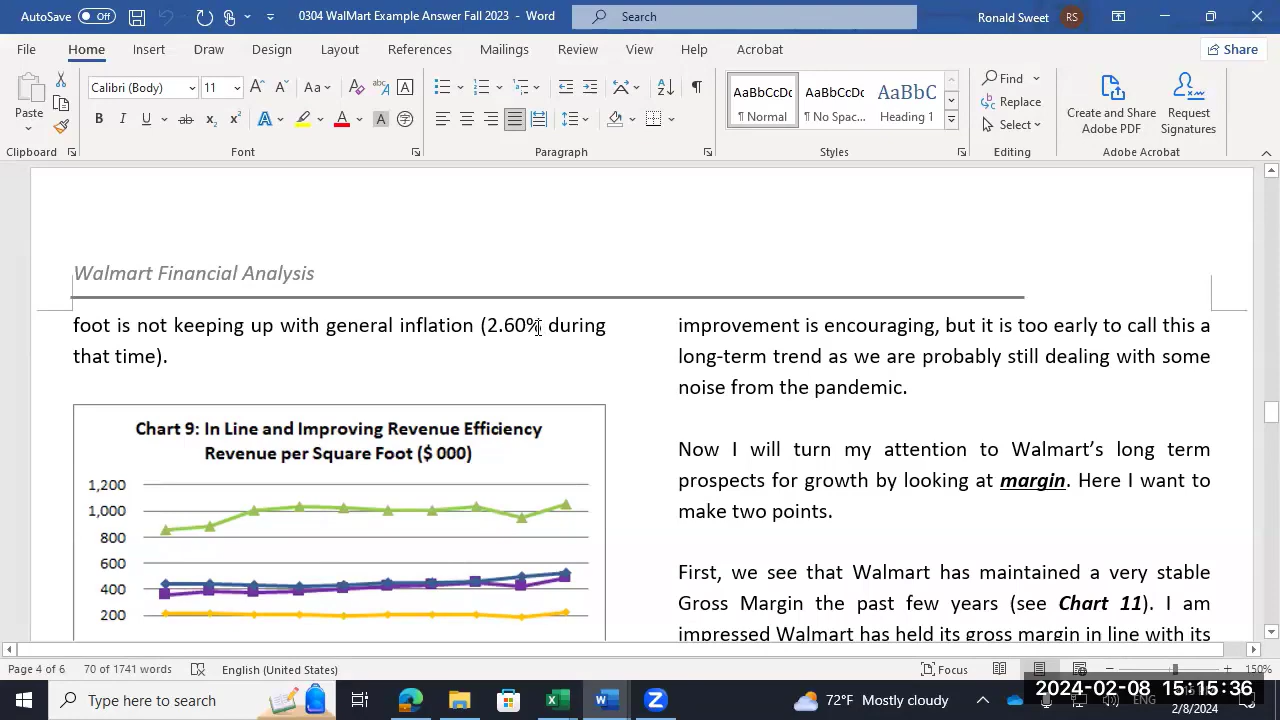 AutoSave Off 0304 WalMart Example Answer Fall 2023 - Word Search Ronald Sweet RS
File Home Insert Draw Design Layout References Mailings Review View Help Acrobat Share
Paste Calibri (Body) 11 Aa AaBbCcDc AaBbCcDc AaBbC Find
¶ Normal ¶ No Spac... Heading 1 Replace Create and Share Request
Select Adobe PDF Signatures
Clipboard Font Paragraph Styles Editing Adobe Acrobat
Walmart Financial Analysis
foot is not keeping up with general inflation (2.60% during
that time).
Chart 9: In Line and Improving Revenue Efficiency
Revenue per Square Foot ($ 000)
1,200
1,000
800
600
400
200
improvement is encouraging, but it is too early to call this a
long-term trend as we are probably still dealing with some
noise from the pandemic.
Now I will turn my attention to Walmart's long term
prospects for growth by looking at margin. Here I want to
make two points.
First, we see that Walmart has maintained a very stable
Gross Margin the past few years (see Chart 11). I am
impressed Walmart has held its gross margin in line with its
Page 4 of 6 70 of 1741 words English (United States) Focus 150%
Type here to search 72°F Mostly cloudy ENG
2024-02-08 15:15:36
2/8/2024